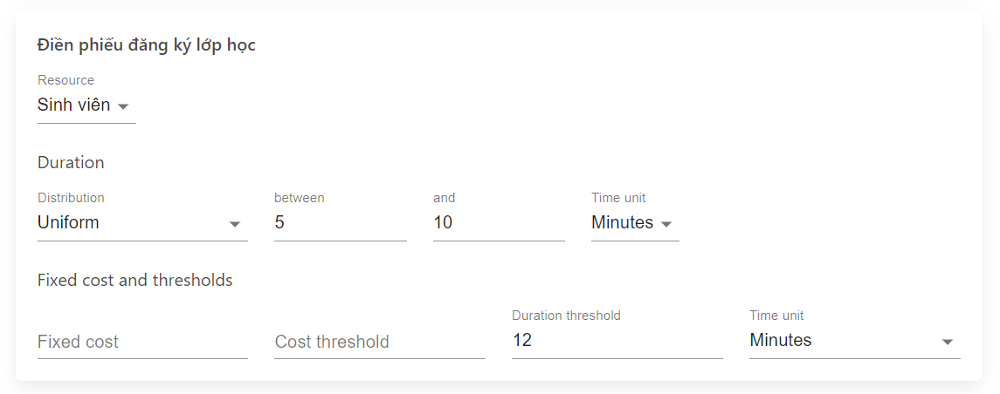 Điền phiếu đăng ký lớp học
Resource
Sinh viên
Duration
Distribution between and Time unit
Uniform 5 10 Minutes
Fixed cost and thresholds
Duration threshold Time unit
Fixed cost Cost threshold 12 Minutes